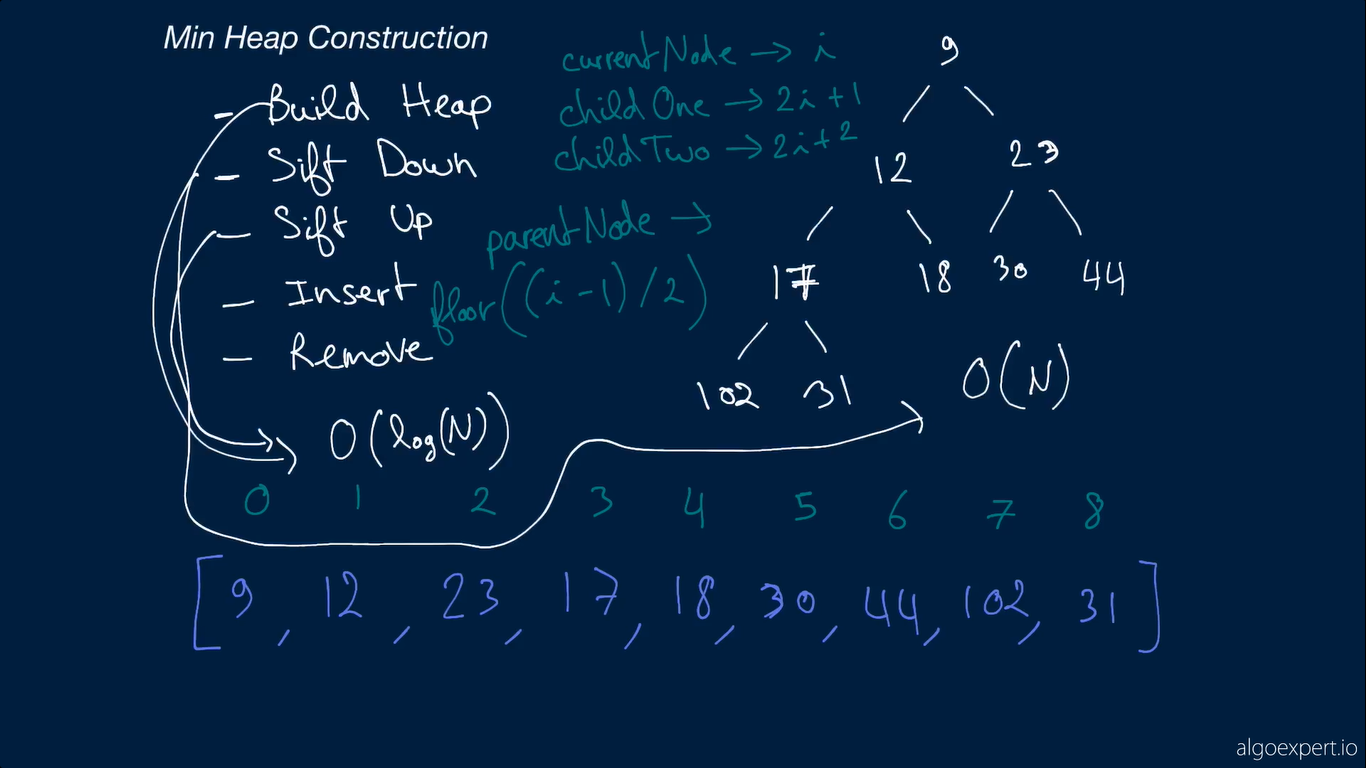 Min Heap Construction
- Build Heap
- Sift Down
- Sift Up
- Insert
- Remove
O(log(N))
currentNode → i
childOne → 2i+1
childTwo → 2i+2
parentNode →
floor((i-1)/2)
9
12 23
17 18 30 44
102 31
O(N)
0 1 2 3 4 5 6 7 8
[9, 12, 23, 17, 18, 30, 44, 102, 31]
algoexpert.io